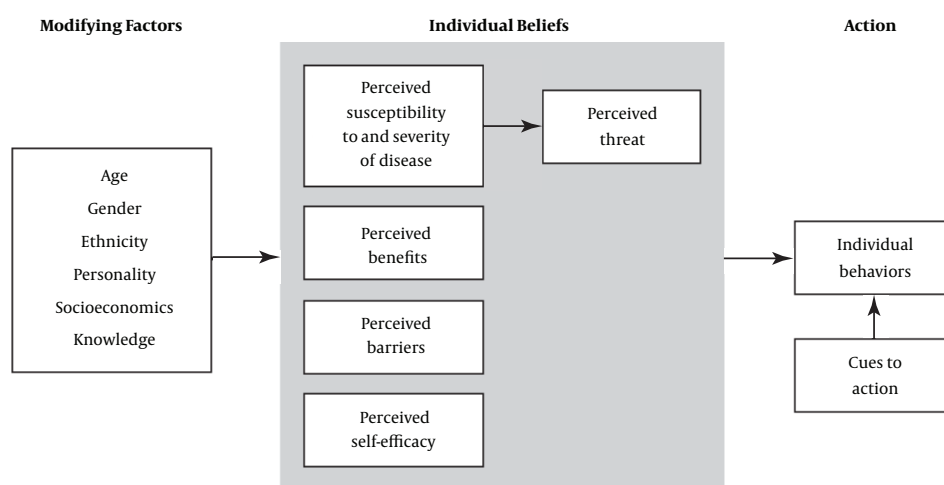 Modifying Factors
Individual Beliefs
Action
Age
Gender
Ethnicity
Personality
Socioeconomics
Knowledge
Perceived
susceptibility
to and severity
of disease
Perceived
threat
Perceived
benefits
Perceived
barriers
Perceived
self-efficacy
Individual
behaviors
Cues to
action